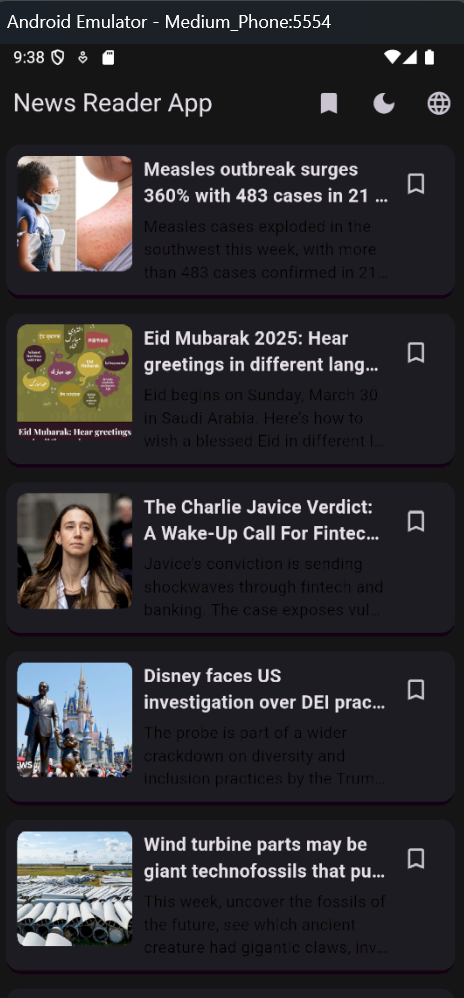 Android Emulator - Medium_Phone:5554
9:38
News Reader App
Measles outbreak surges
360% with 483 cases in 21 ...
Measles cases exploded in the
southwest this week, with more
than 483 cases confirmed in 21...
Eid Mubarak 2025: Hear
greetings in different lang...
Eid begins on Sunday, March 30
in Saudi Arabia. Here's how to
wish a blessed Eid in different l...
Eid Mubarak: Hear greetings
The Charlie Javice Verdict:
A Wake-Up Call For Fintec...
Javice's conviction is sending
shockwaves through fintech and
banking. The case exposes vul...
Disney faces US
investigation over DEI prac...
The probe is part of a wider
crackdown on diversity and
inclusion practices by the Trum...
Wind turbine parts may be
giant technofossils that pu...
This week, uncover the fossils of
the future, see which ancient
creature had gigantic claws, inv...